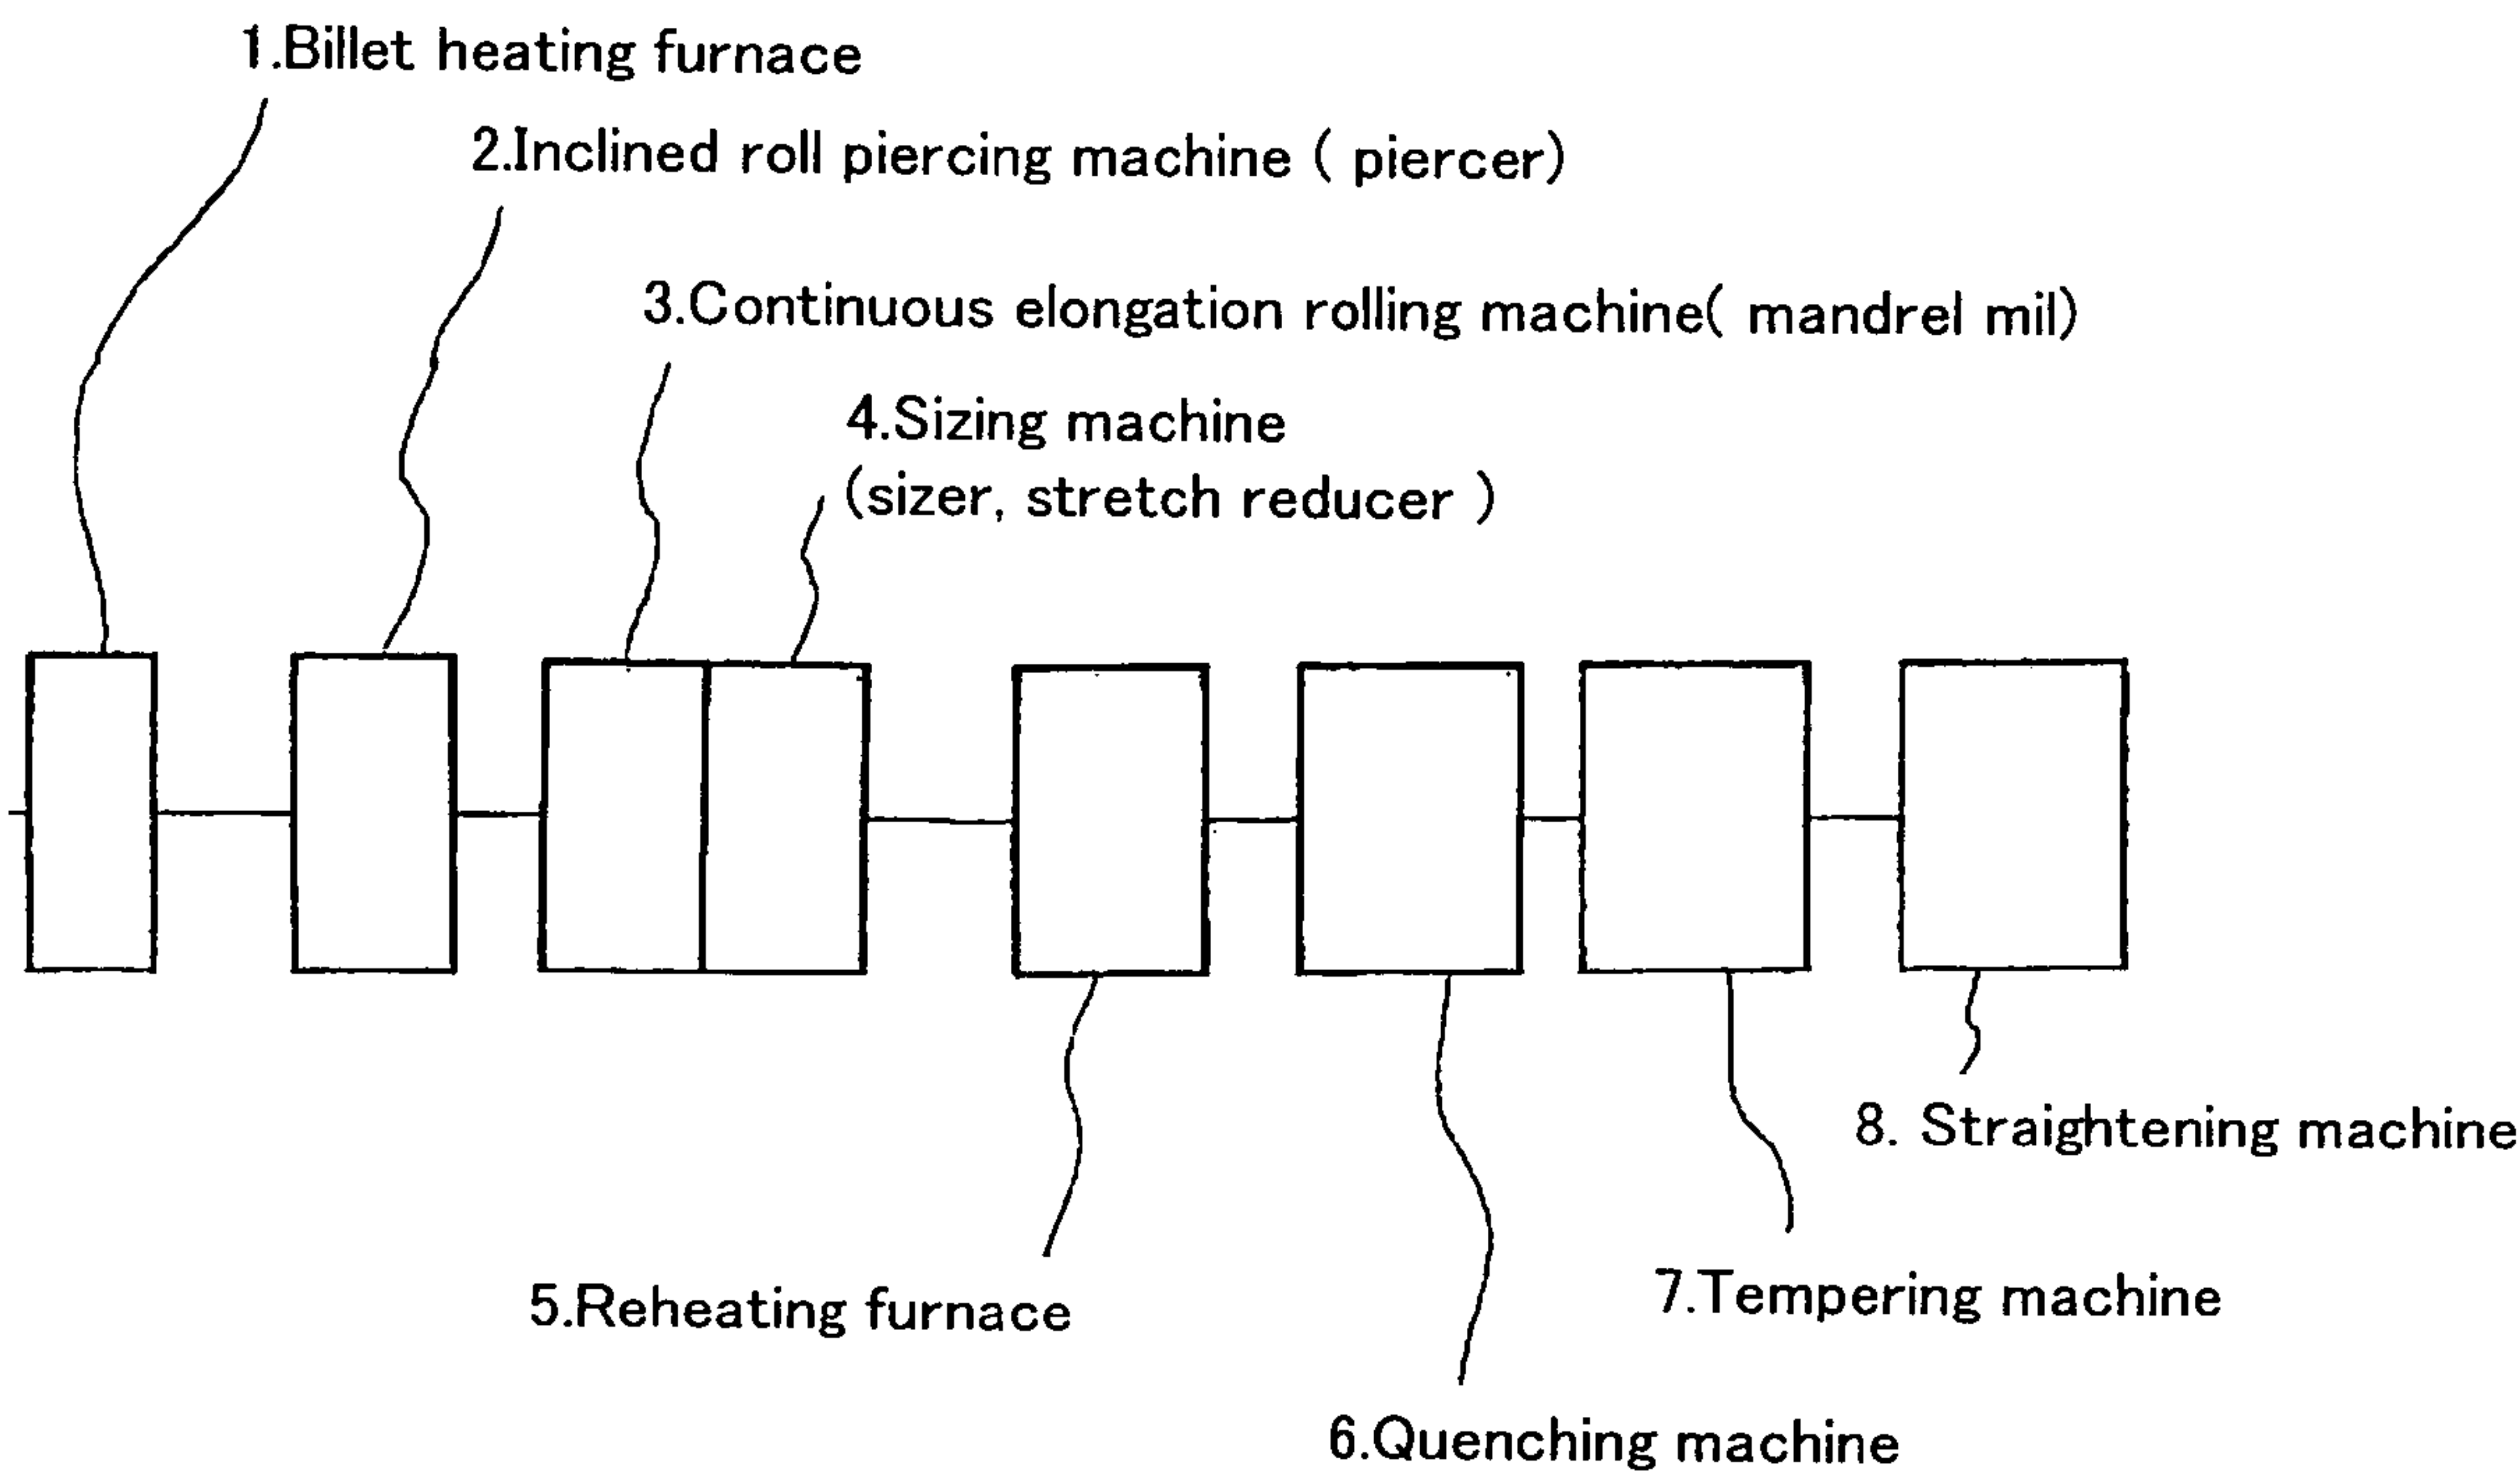 1.Billet heating furnace
2.Inclined roll piercing machine ( piercer)
3.Continuous elongation rolling machine( mandrel mil)
4.Sizing machine
(sizer, stretch reducer )
5.Reheating furnace
6.Quenching machine
7.Tempering machine
8. Straightening machine